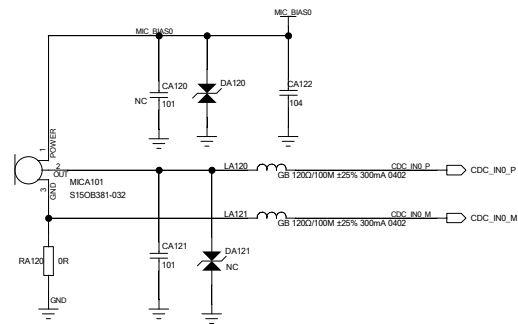 MIC_BIAS0
MIC_BIAS0
CA120
NC
101
DA120
CA122
104
1
POWER
2
OUT
3
GND
MICA101
S15OB381-032
LA120
GB 120Ω/100M ±25% 300mA 0402
CDC_IN0_P
CDC_IN0_P
LA121
GB 120Ω/100M ±25% 300mA 0402
CDC_IN0_M
CDC_IN0_M
CA121
101
DA121
NC
RA120
0R
GND